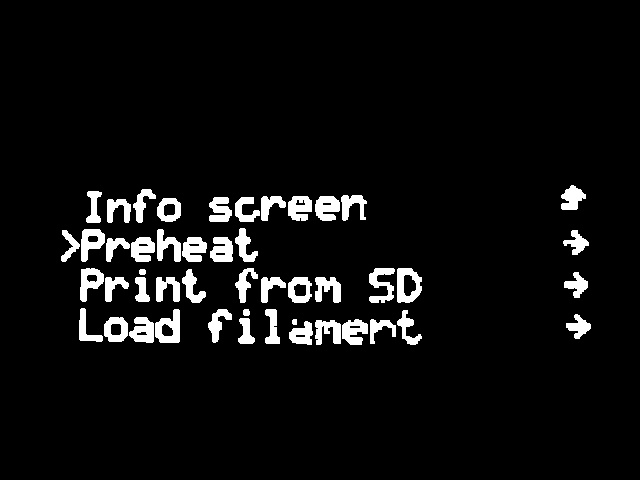 Info screen ↑
>Preheat →
Print from SD →
Load filament →